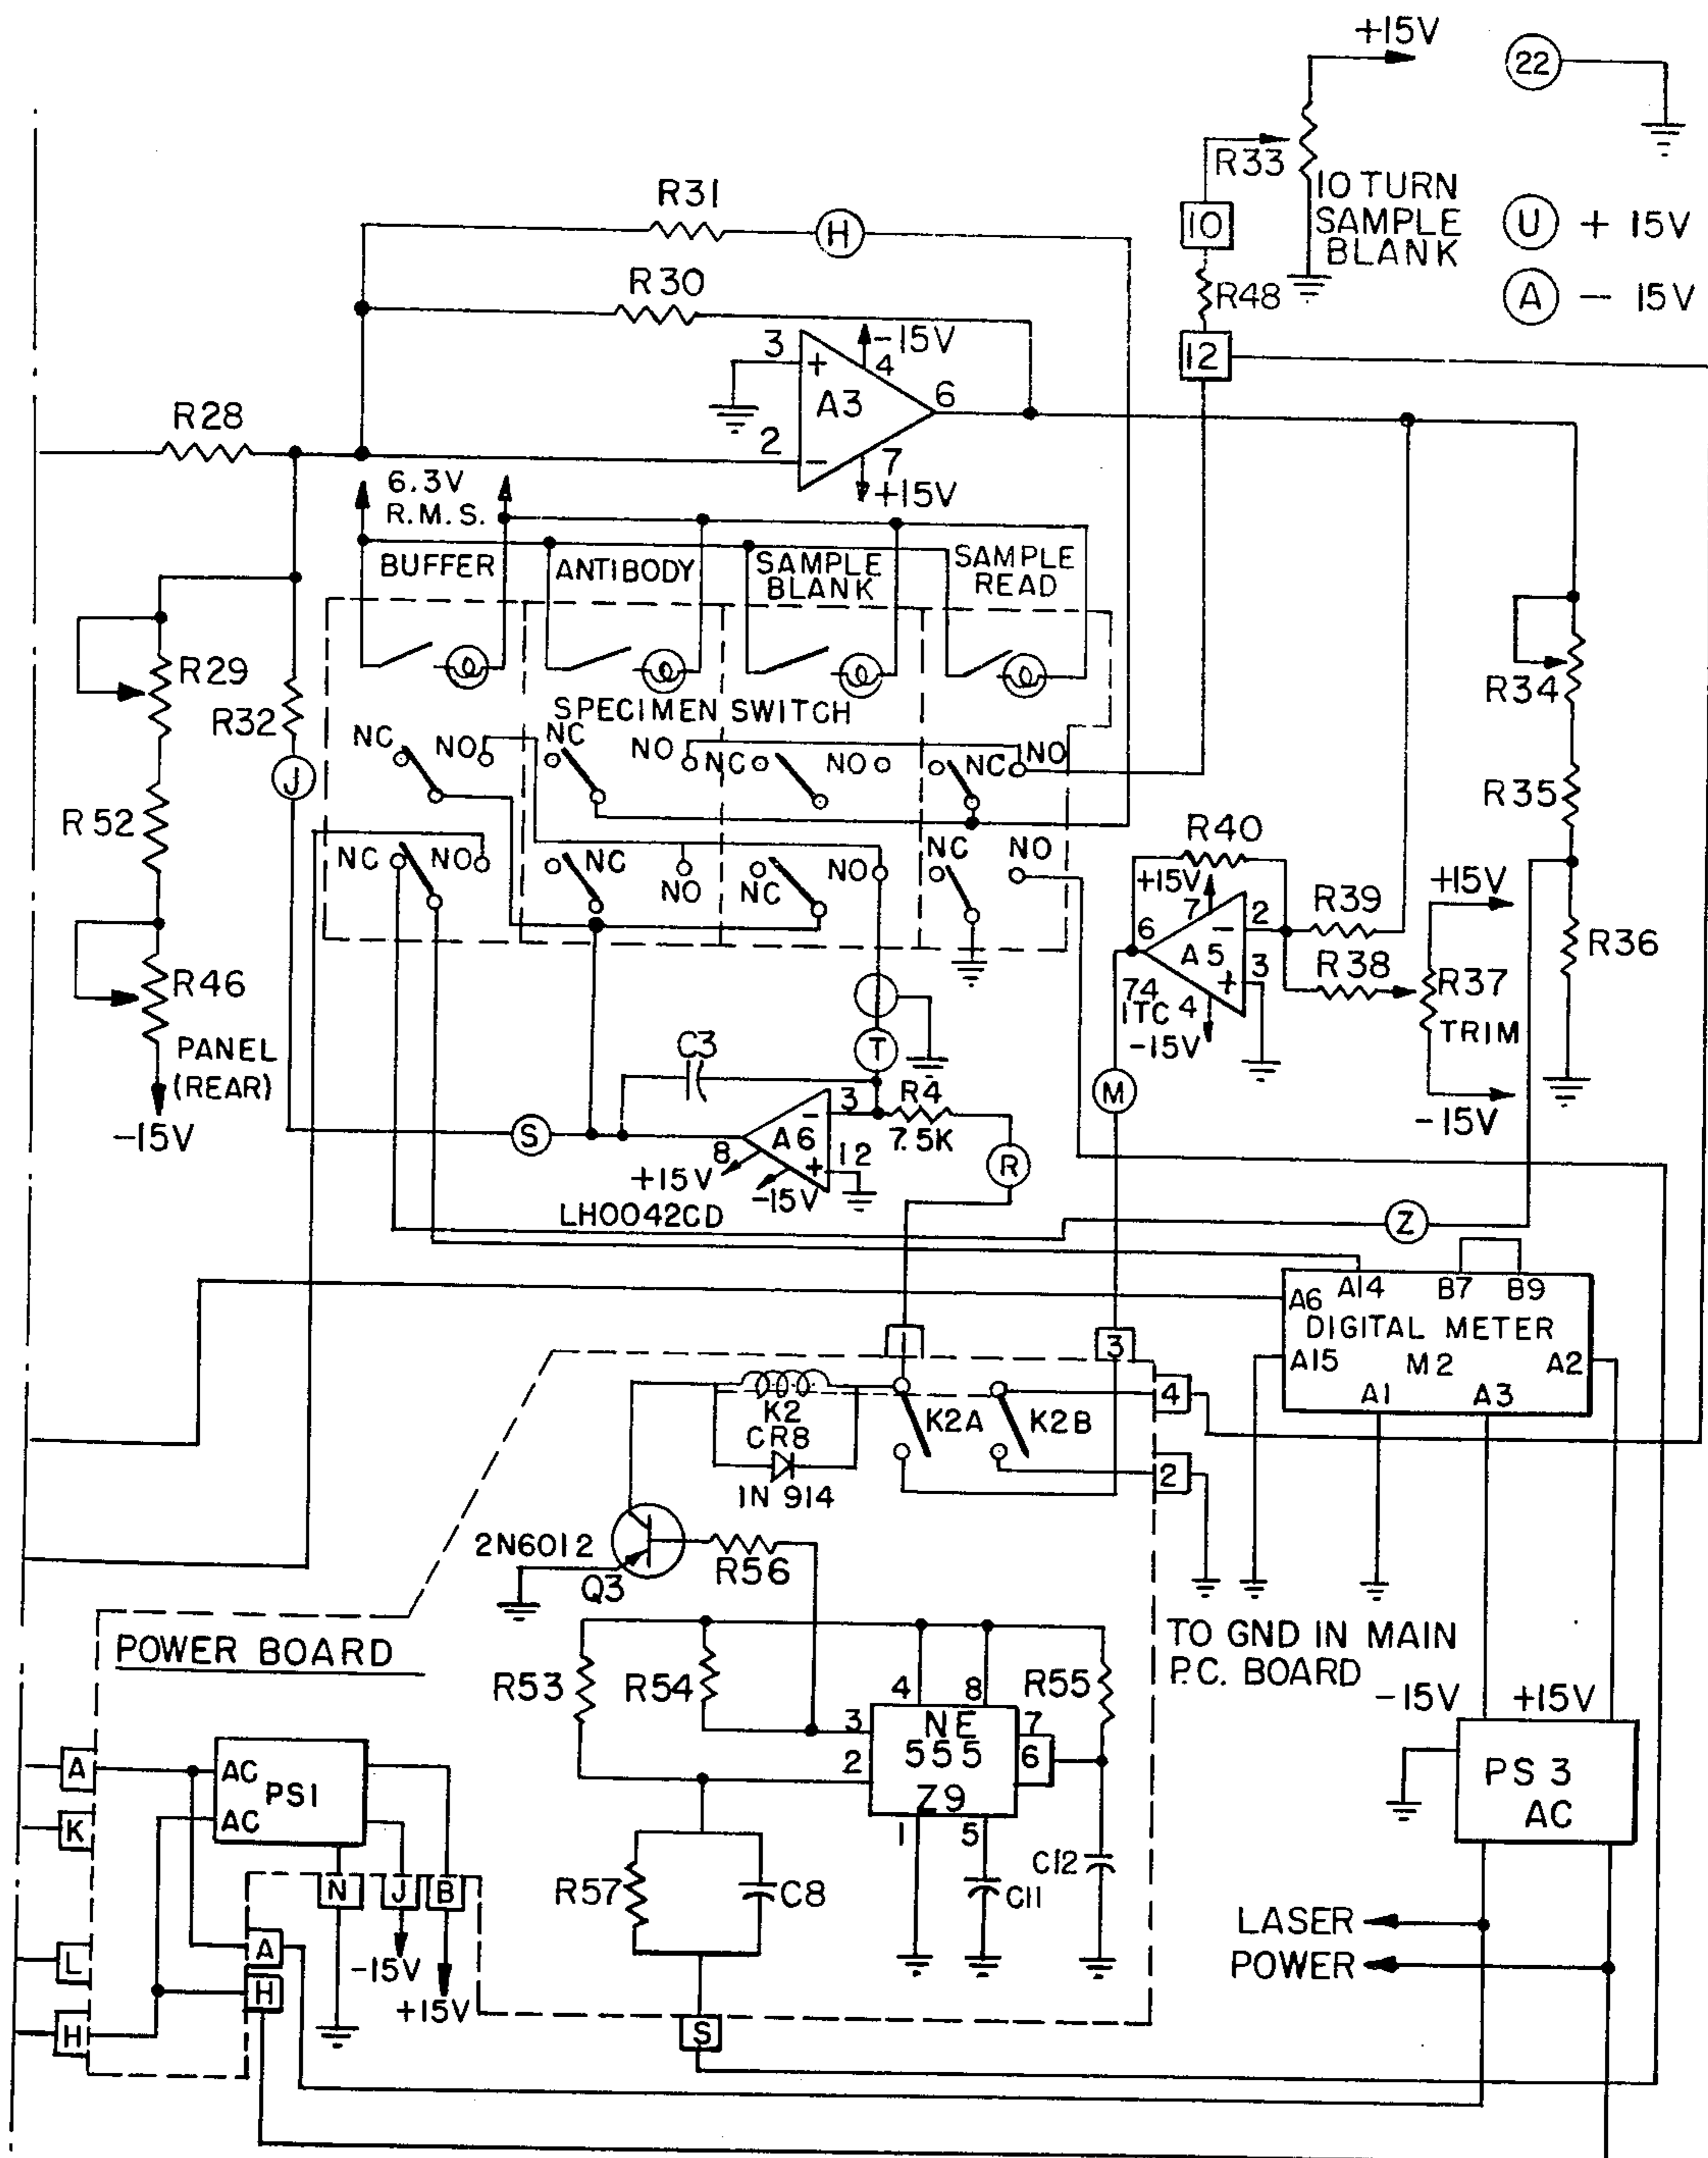 +15V
22
R33
10 TURN
SAMPLE
BLANK
10
U + 15V
A - 15V
R48
12
R31
H
R30
3
+
-15V
4
A3
6
2
-
7
+15V
R28
6.3V
R.M.S.
BUFFER
ANTIBODY
SAMPLE
BLANK
SAMPLE
READ
SPECIMEN SWITCH
R29
R32
J
R52
R46
PANEL
(REAR)
-15V
NC
NO
NC
NO
NC
NO
NC
NO
NC
NO
NC
NO
NC
NO
NC
NO
R34
R35
R36
R40
+15V
7
2
6
-
A5
3
+
74
1TC
4
-15V
R39
R38
+15V
R37
TRIM
-15V
M
T
C3
3
R4
7.5K
-
A6
+
12
8
+15V
-15V
S
R
LH0042CD
Z
A6
A14
B7
B9
DIGITAL METER
M2
A15
A2
A1
A3
1
3
4
2
K2
CR8
1N 914
K2A
K2B
2N6012
Q3
R56
TO GND IN MAIN
P.C. BOARD
POWER BOARD
R53
R54
R55
4
8
3
NE
555
Z9
7
6
2
1
5
R57
C8
C11
C12
-15V
+15V
PS 3
AC
LASER
POWER
A
K
L
H
AC
PS1
AC
N
J
B
A
H
-15V
+15V
S